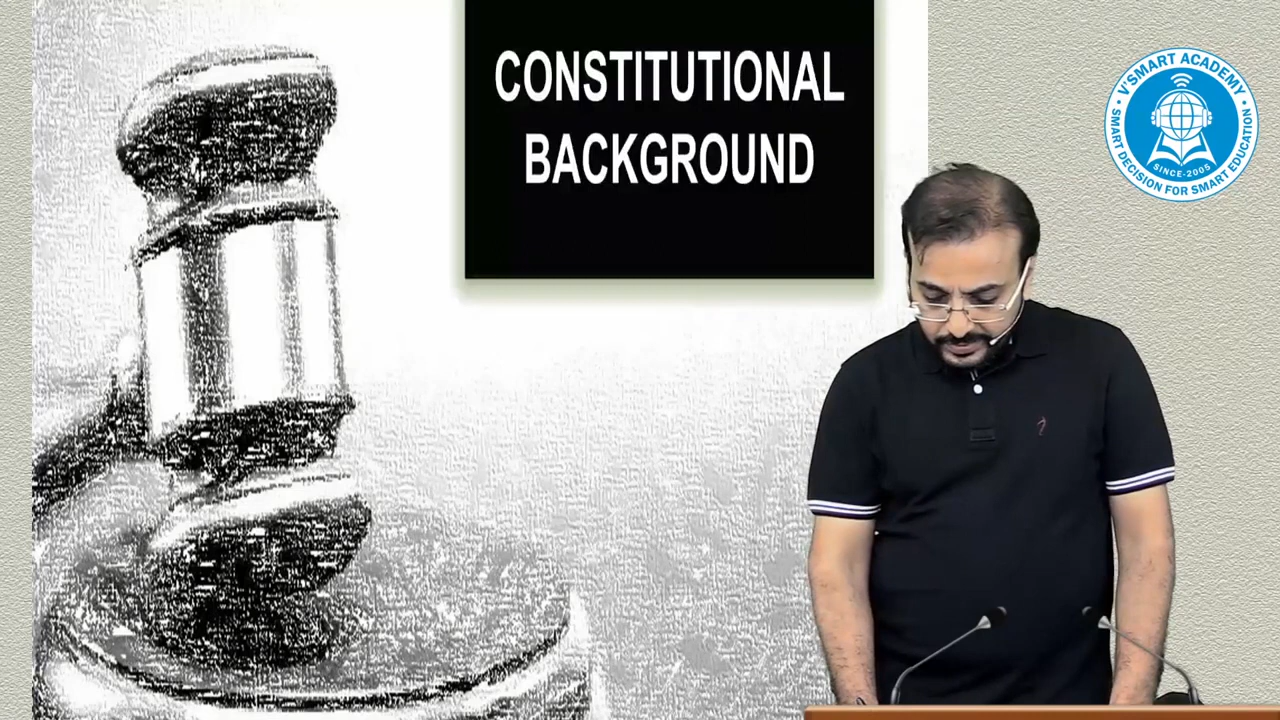 CONSTITUTIONAL
BACKGROUND
V'SMART ACADEMY
SINCE-2005
SMART DECISION FOR SMART EDUCATION